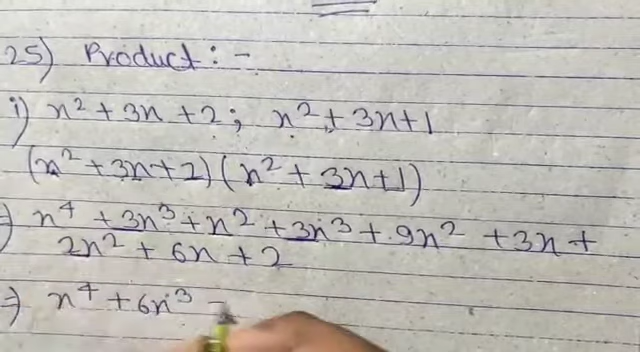 25) Product : -
i) x² + 3x + 2 ; x² + 3x + 1
(x² + 3x + 2) (x² + 3x + 1)
⇒ x⁴ + 3x³ + x² + 3x³ + 9x² + 3x +
2x² + 6x + 2
⇒ x⁴ + 6x³ -